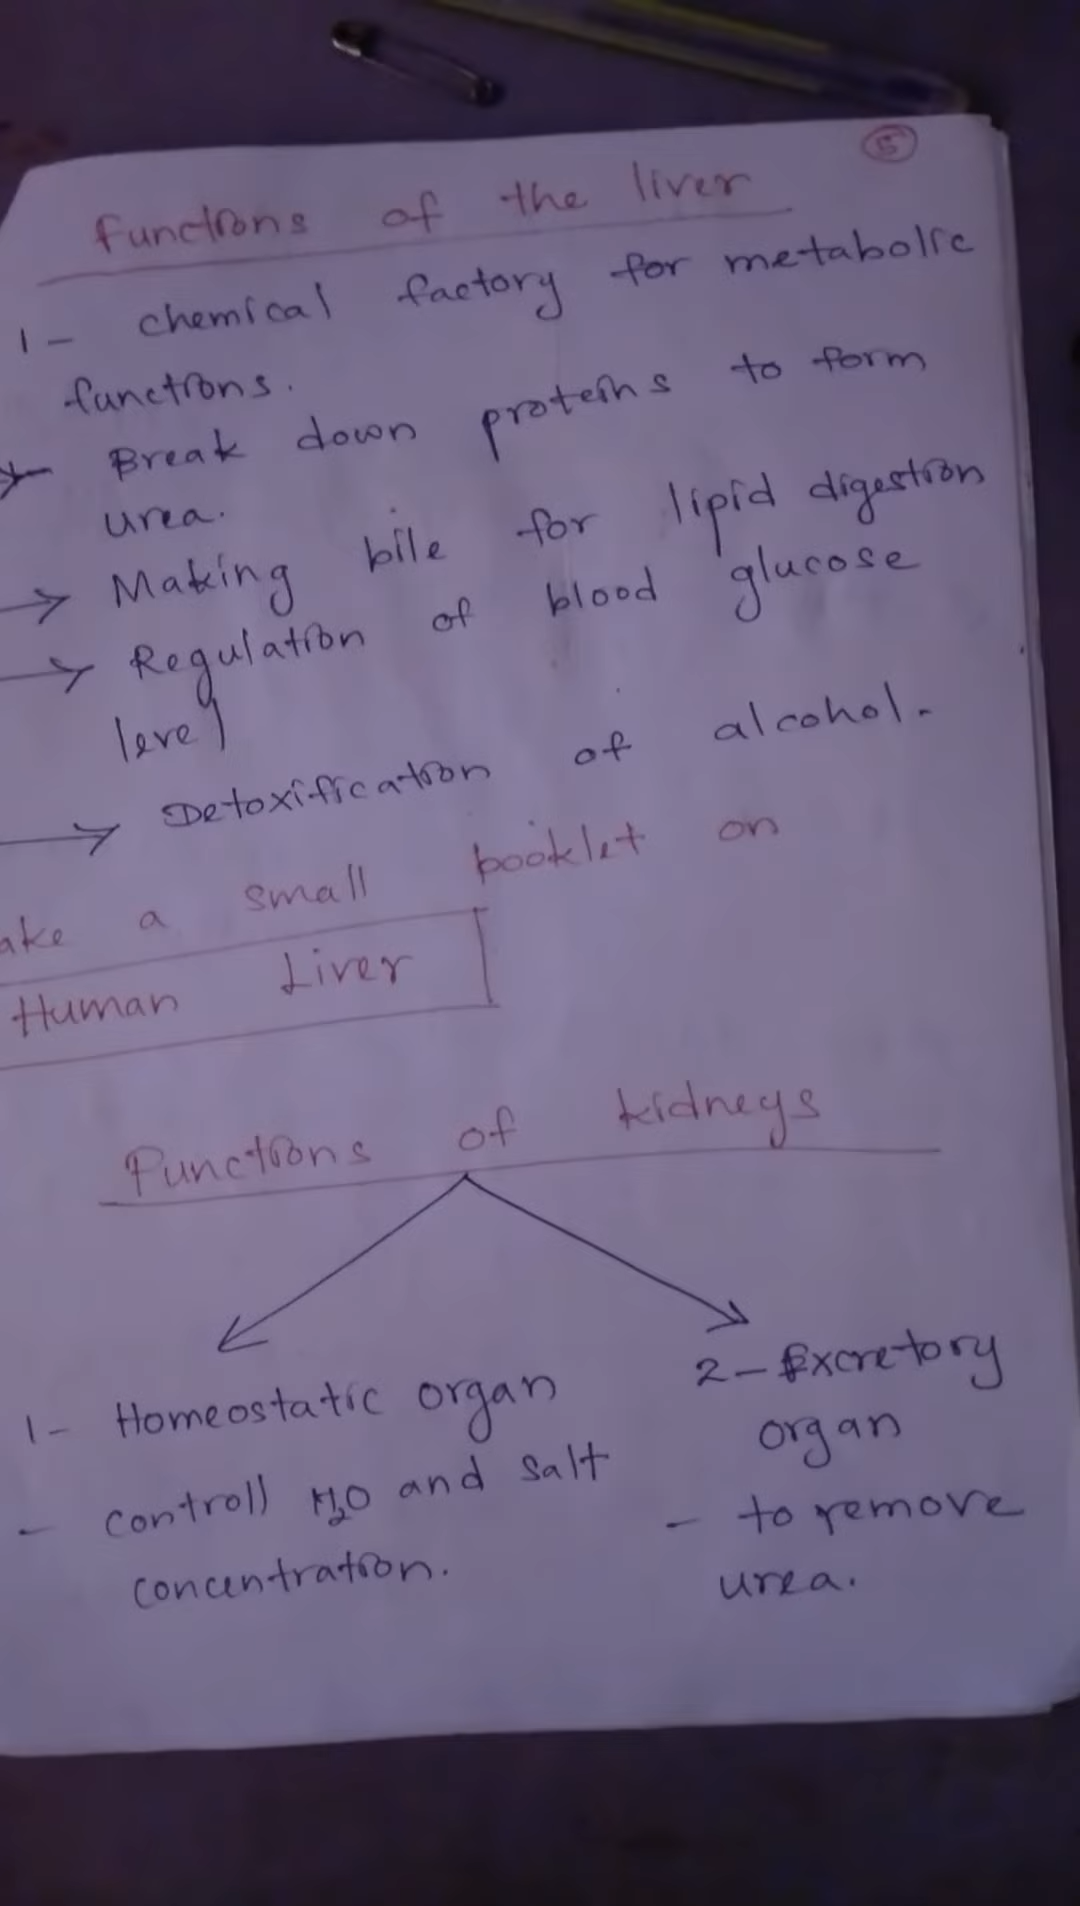 15
Functions of the liver
1- chemical factory for metabolic
functions.
Break down proteins to form
urea.
Making bile for lipid digestion
Regulation of blood glucose
level
Detoxification of alcohol.
ake a small booklet on
Human Liver
Functions of kidneys
1- Homeostatic organ
- controll H₂O and salt
concentration.
2- Excretory
organ
- to remove
urea.